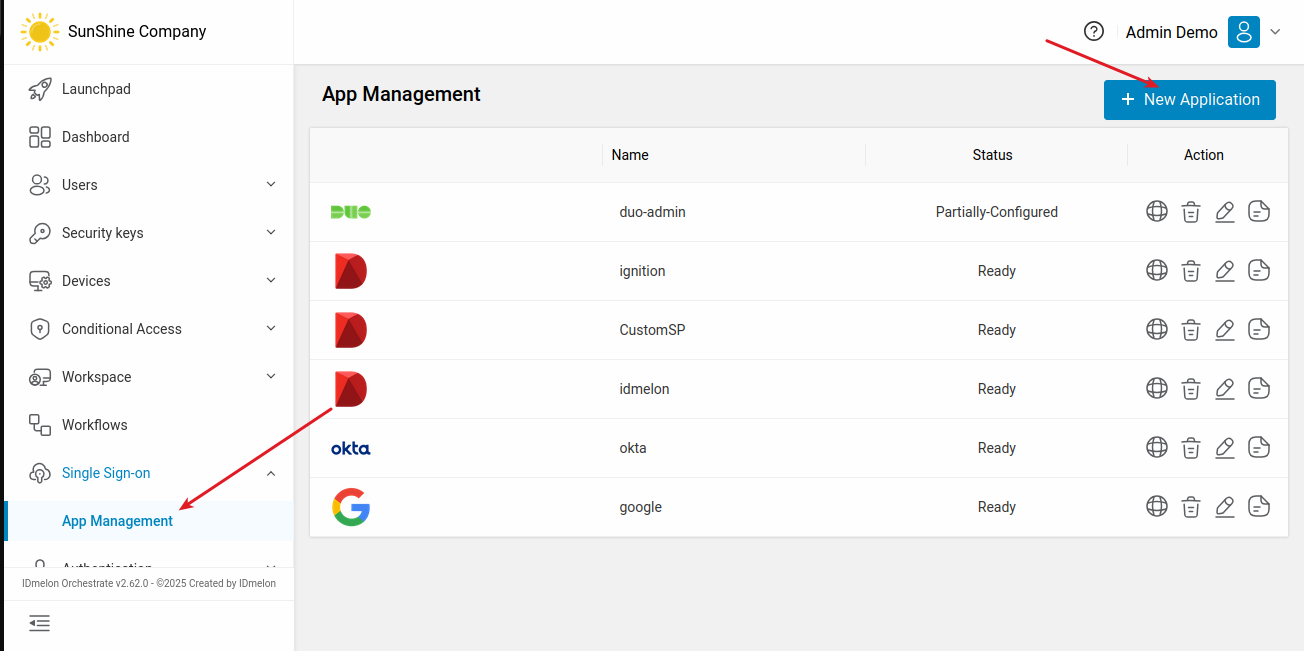 SunShine Company
Admin Demo
Launchpad
Dashboard
Users
Security keys
Devices
Conditional Access
Workspace
Workflows
Single Sign-on
App Management
Authentication
IDmelon Orchestrate v2.62.0 - ©2025 Created by IDmelon
App Management
+ New Application
Name Status Action
DUO duo-admin Partially-Configured
ignition Ready
CustomSP Ready
idmelon Ready
okta okta Ready
google Ready